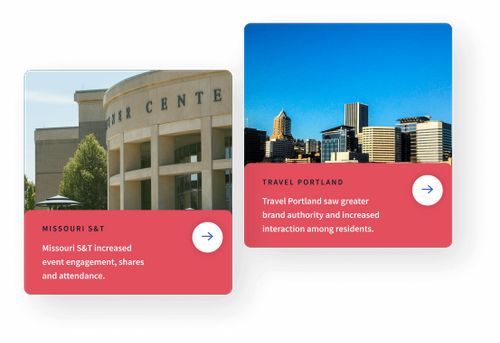 NER CENTE
MISSOURI S&T
Missouri S&T increased
event engagement, shares
and attendance.
TRAVEL PORTLAND
Travel Portland saw greater
brand authority and increased
interaction among residents.